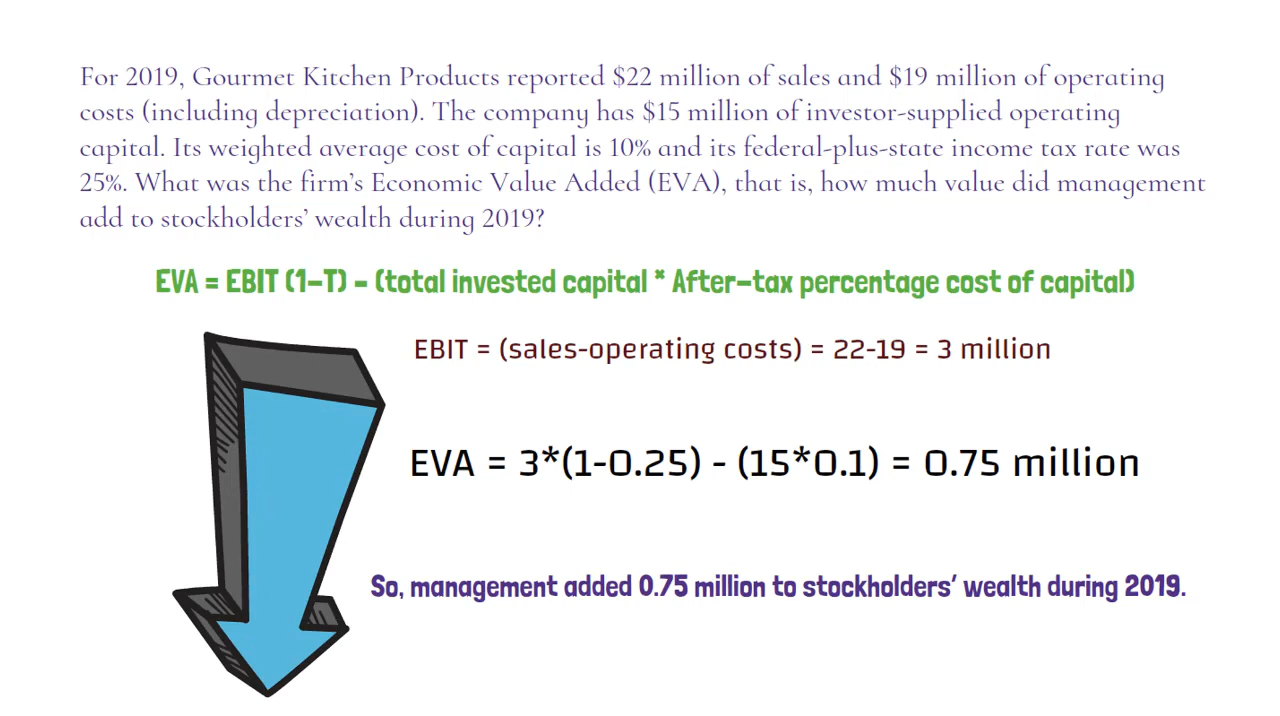 For 2019, Gourmet Kitchen Products reported $22 million of sales and $19 million of operating
costs (including depreciation). The company has $15 million of investor-supplied operating
capital. Its weighted average cost of capital is 10% and its federal-plus-state income tax rate was
25%. What was the firm's Economic Value Added (EVA), that is, how much value did management
add to stockholders' wealth during 2019?
EVA = EBIT (1-T) - (total invested capital * After-tax percentage cost of capital)
EBIT = (sales-operating costs) = 22-19 = 3 million
EVA = 3*(1-0.25) - (15*0.1) = 0.75 million
So, management added 0.75 million to stockholders' wealth during 2019.